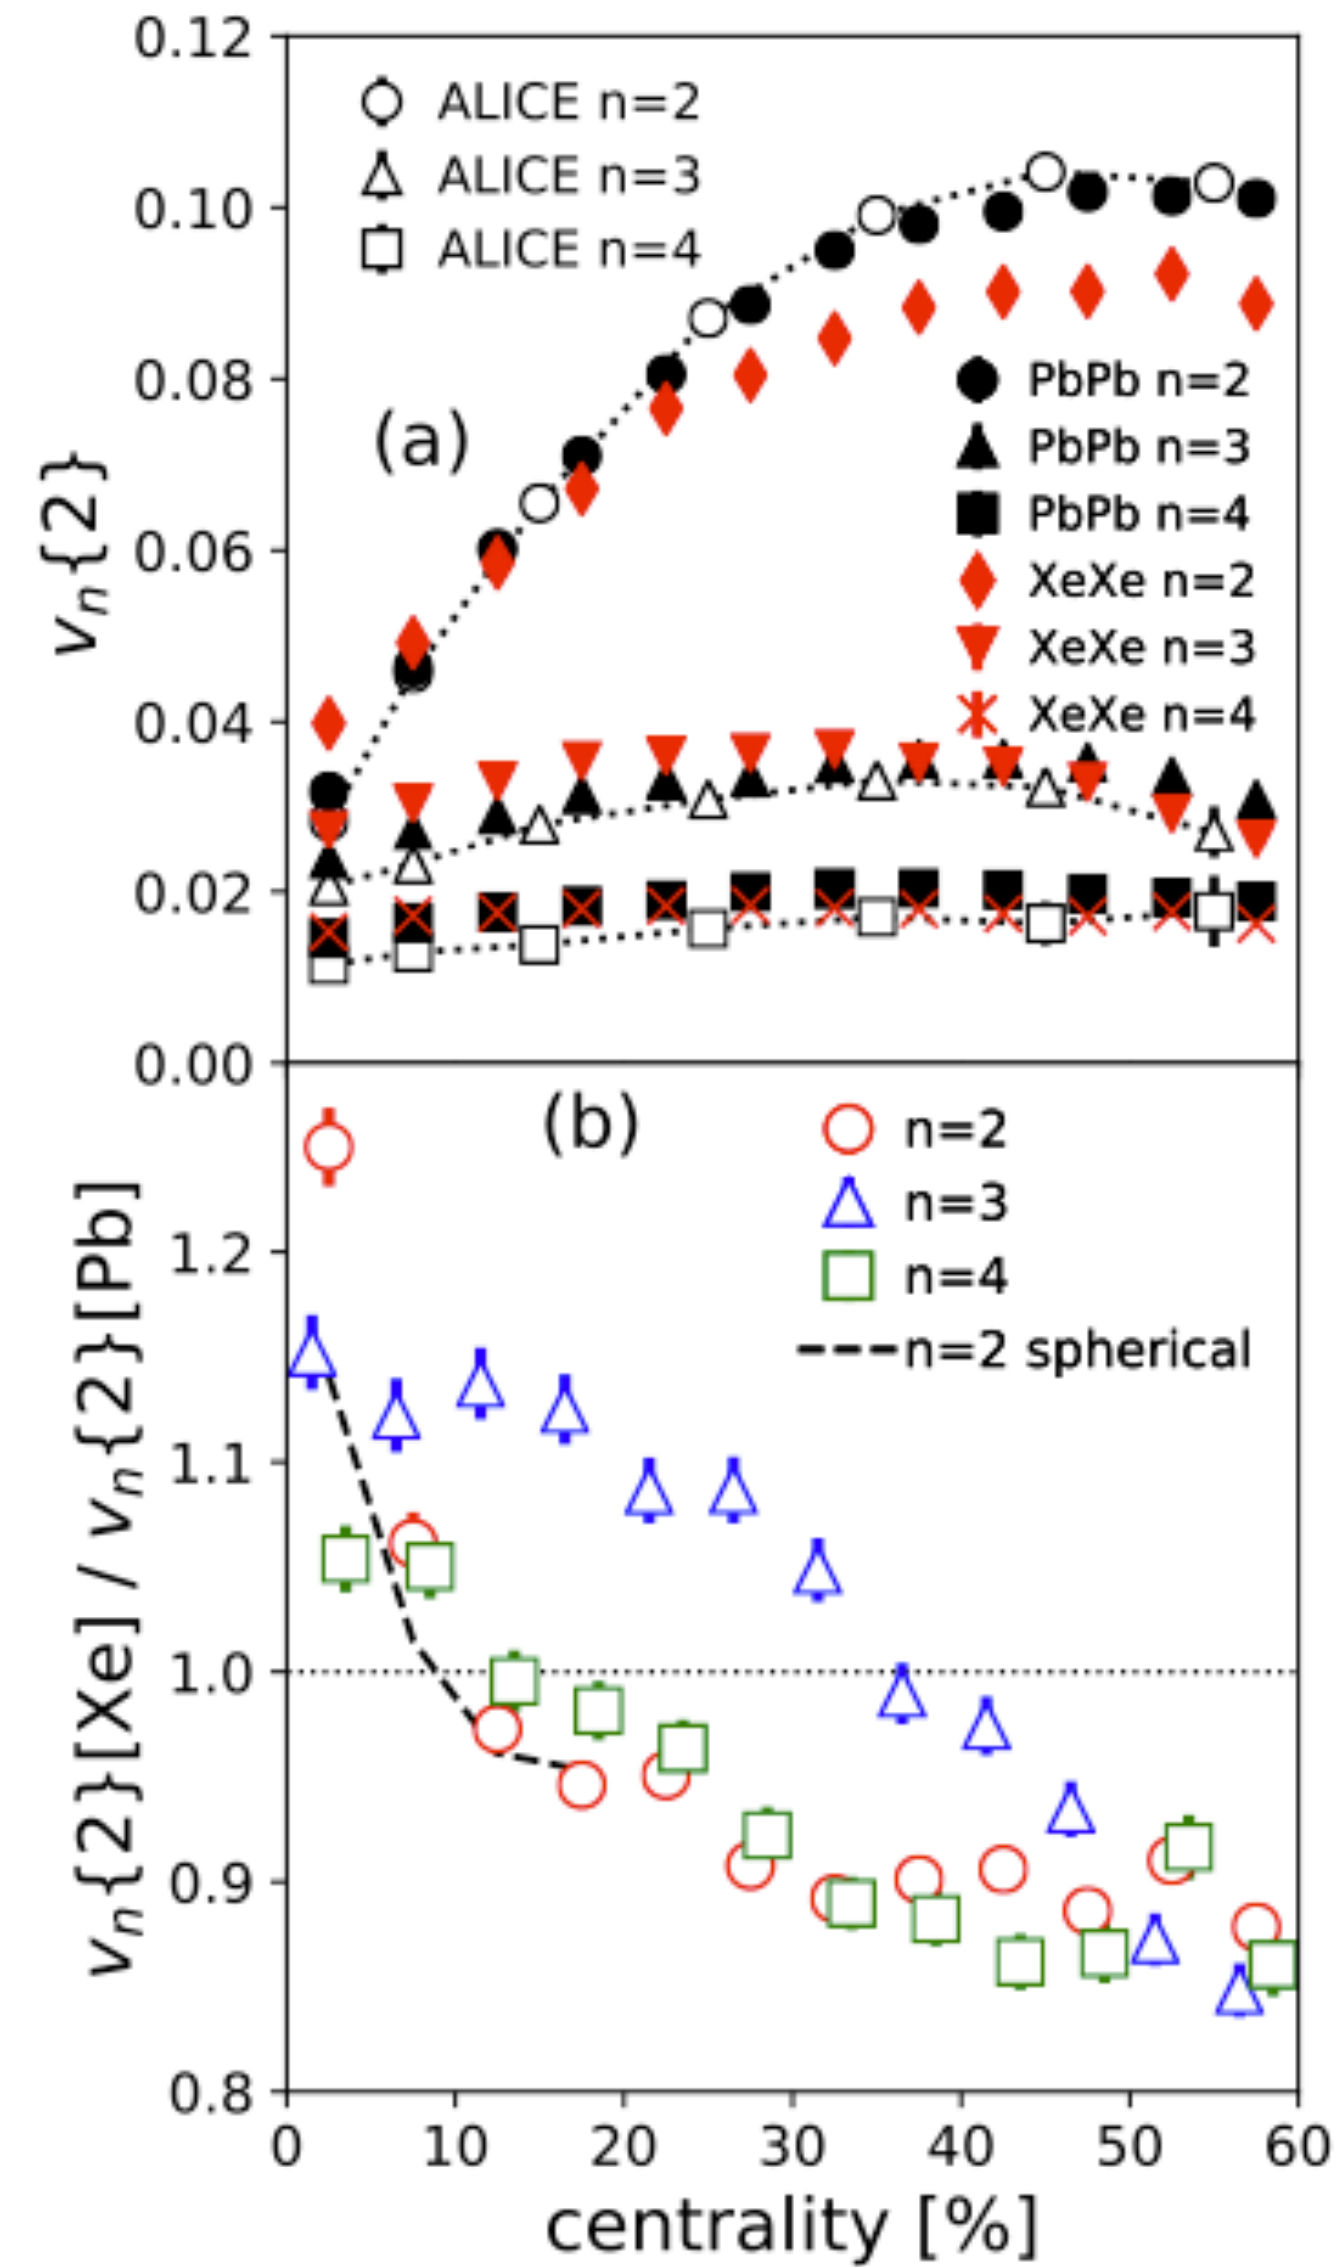 0.12
ALICE n=2
ALICE n=3
ALICE n=4
0.10
0.08
(a)
PbPb n=2
PbPb n=3
PbPb n=4
XeXe n=2
XeXe n=3
XeXe n=4
vn{2}
0.06
0.04
0.02
0.00
(b)
n=2
n=3
n=4
n=2 spherical
vn{2}[Xe] / vn{2}[Pb]
1.2
1.1
1.0
0.9
0.8
0 10 20 30 40 50 60
centrality [%]